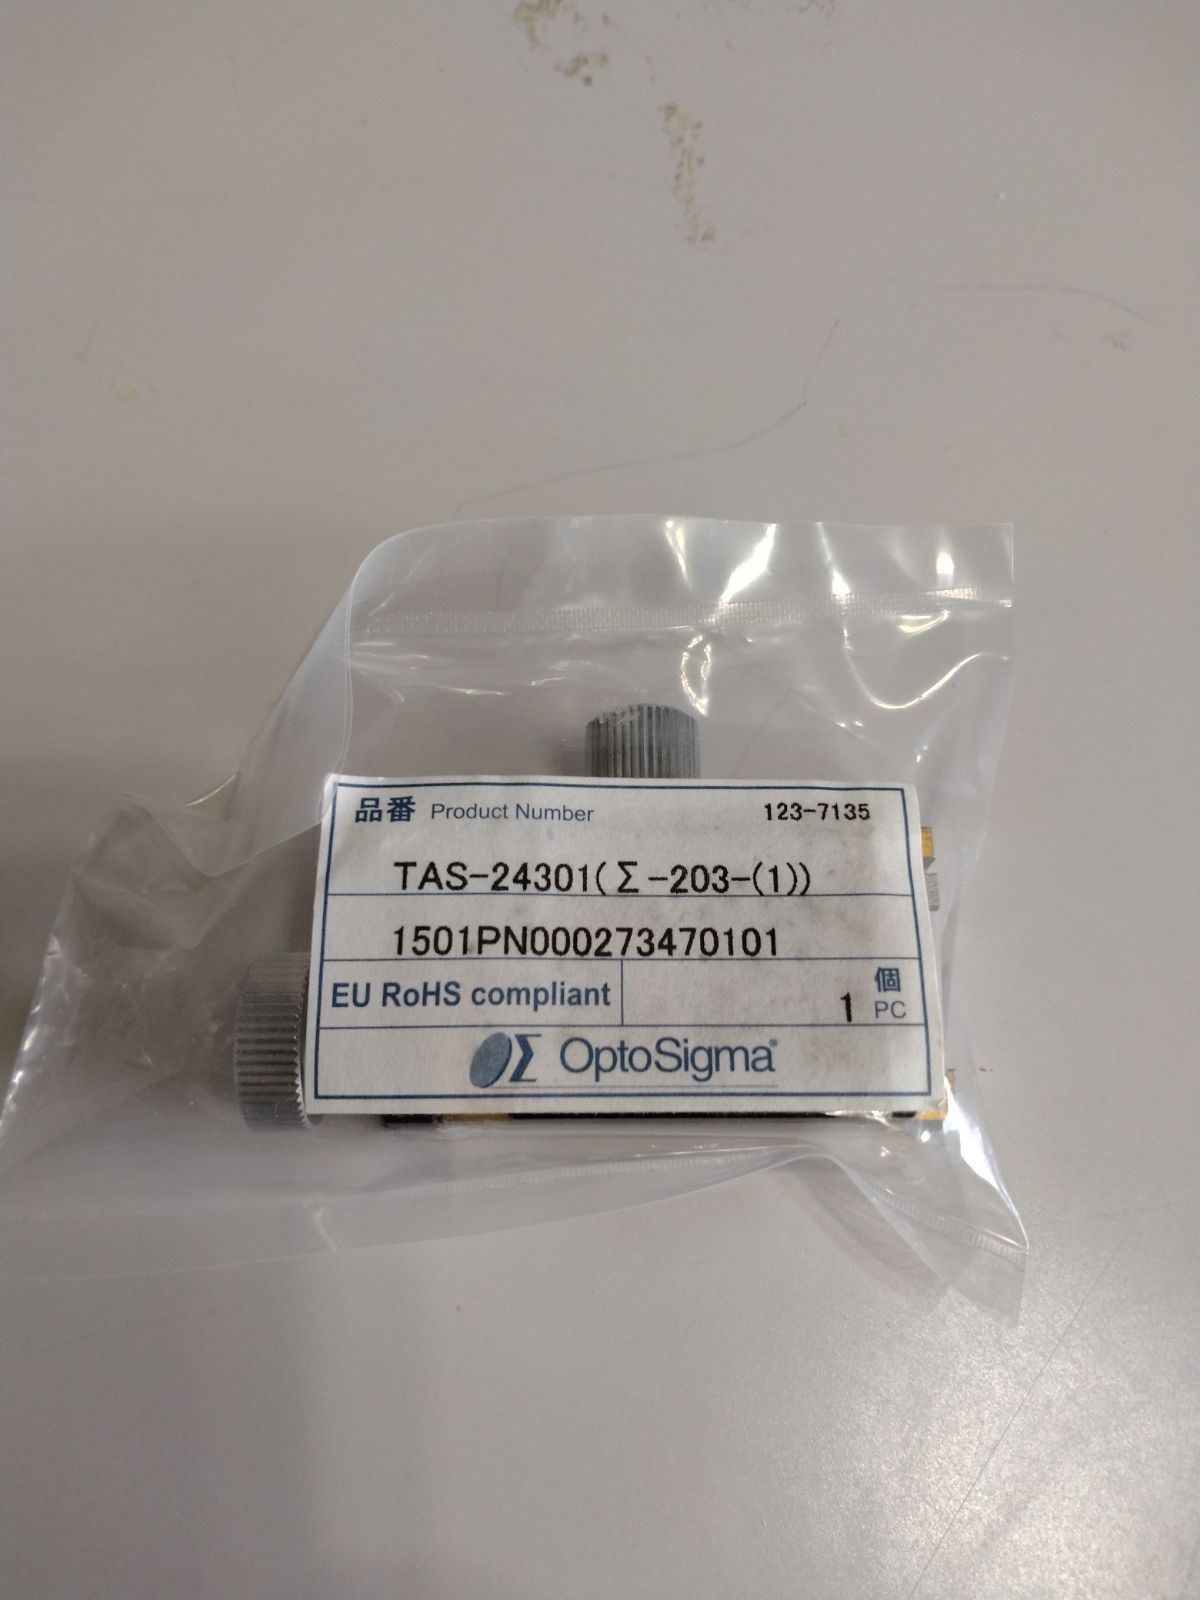 品番 Product Number 123-7135
TAS-24301(Σ-203-(1))
1501PN000273470101
EU RoHS compliant 1 個 PC
Σ OptoSigma®